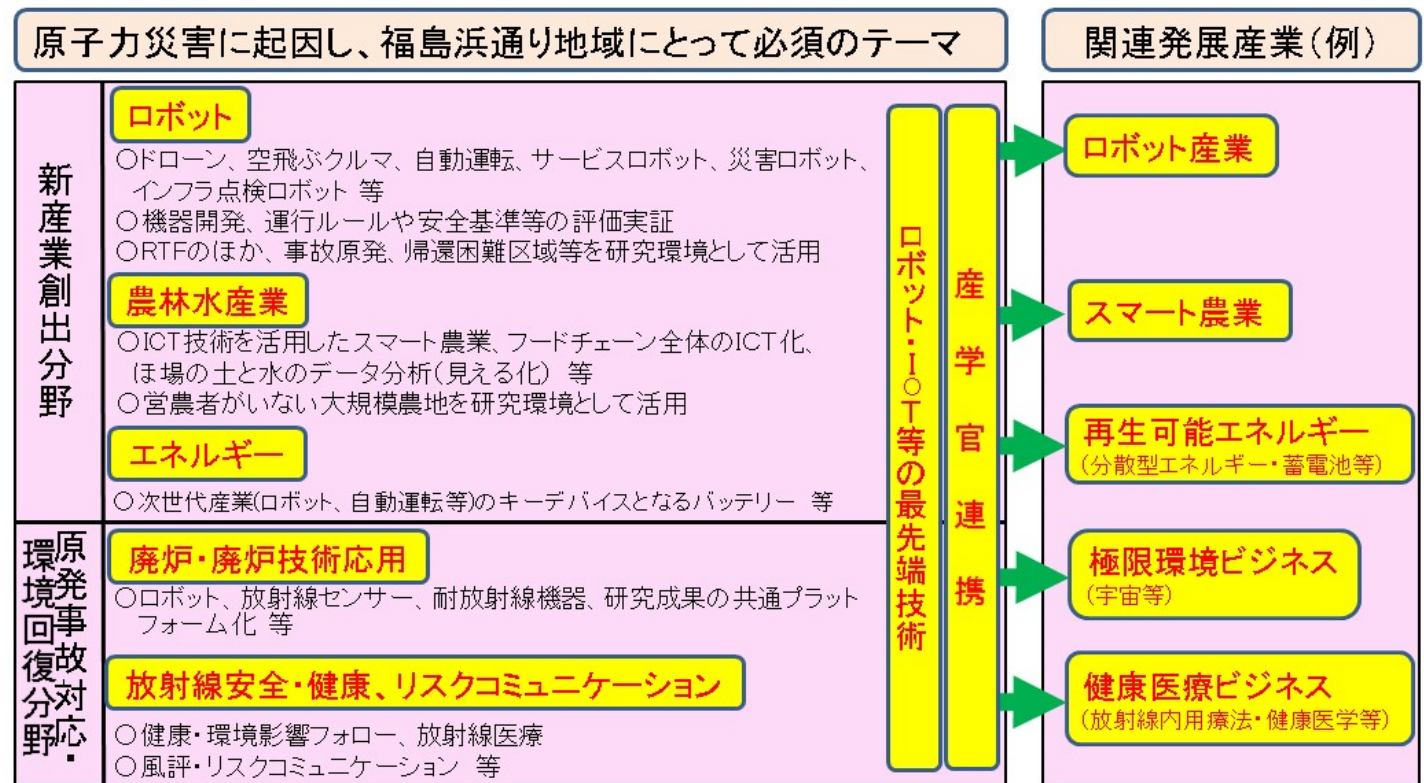 原子力災害に起因し、福島浜通り地域にとって必須のテーマ
関連発展産業(例)
新産業創出分野
ロボット
○ドローン、空飛ぶクルマ、自動運転、サービスロボット、災害ロボット、
インフラ点検ロボット 等
○機器開発、運行ルールや安全基準等の評価実証
○RTFのほか、事故原発、帰還困難区域等を研究環境として活用
農林水産業
○ICT技術を活用したスマート農業、フードチェーン全体のICT化、
ほ場の土と水のデータ分析(見える化) 等
○営農者がいない大規模農地を研究環境として活用
エネルギー
○次世代産業(ロボット、自動運転等)のキーデバイスとなるバッテリー 等
原発事故対応・
環境回復分野
廃炉・廃炉技術応用
○ロボット、放射線センサー、耐放射線機器、研究成果の共通プラット
フォーム化 等
放射線安全・健康、リスクコミュニケーション
○健康・環境影響フォロー、放射線医療
○風評・リスクコミュニケーション 等
ロボット・IoT等の最先端技術
産学官連携
ロボット産業
スマート農業
再生可能エネルギー
(分散型エネルギー・蓄電池等)
極限環境ビジネス
(宇宙等)
健康医療ビジネス
(放射線内用療法・健康医学等)